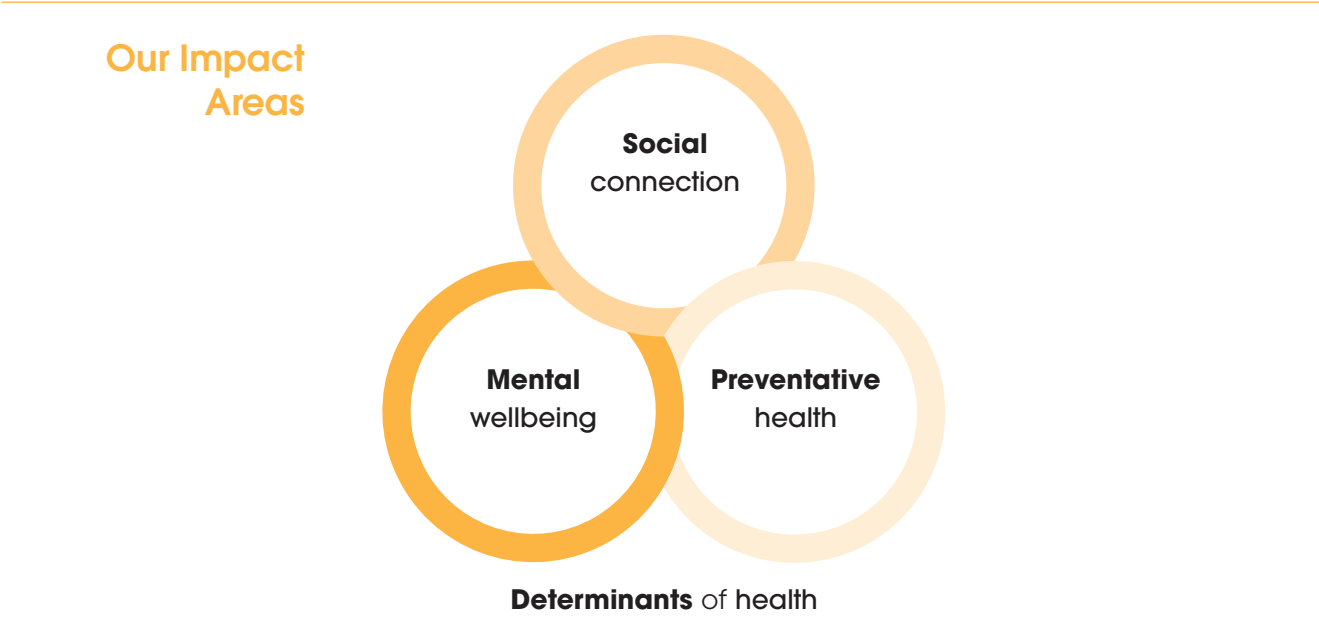 Our Impact
Areas
Social
connection
Mental
wellbeing
Preventative
health
Determinants of health